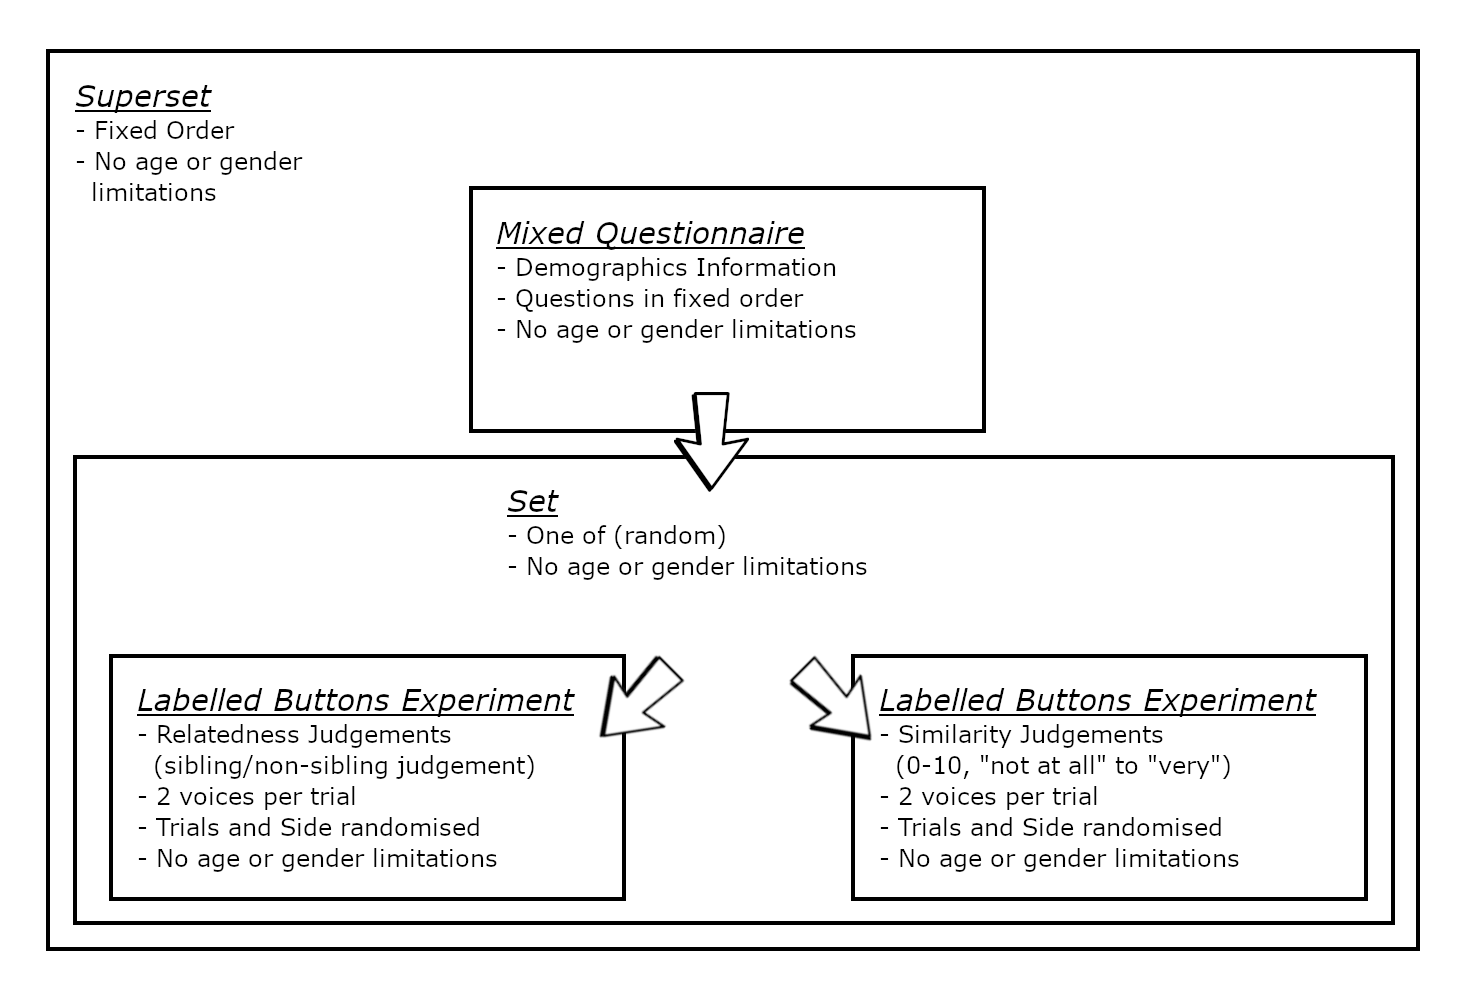 Superset
- Fixed Order
- No age or gender
limitations
Mixed Questionnaire
- Demographics Information
- Questions in fixed order
- No age or gender limitations
Set
- One of (random)
- No age or gender limitations
Labelled Buttons Experiment
- Relatedness Judgements
(sibling/non-sibling judgement)
- 2 voices per trial
- Trials and Side randomised
- No age or gender limitations
Labelled Buttons Experiment
- Similarity Judgements
(0-10, "not at all" to "very")
- 2 voices per trial
- Trials and Side randomised
- No age or gender limitations